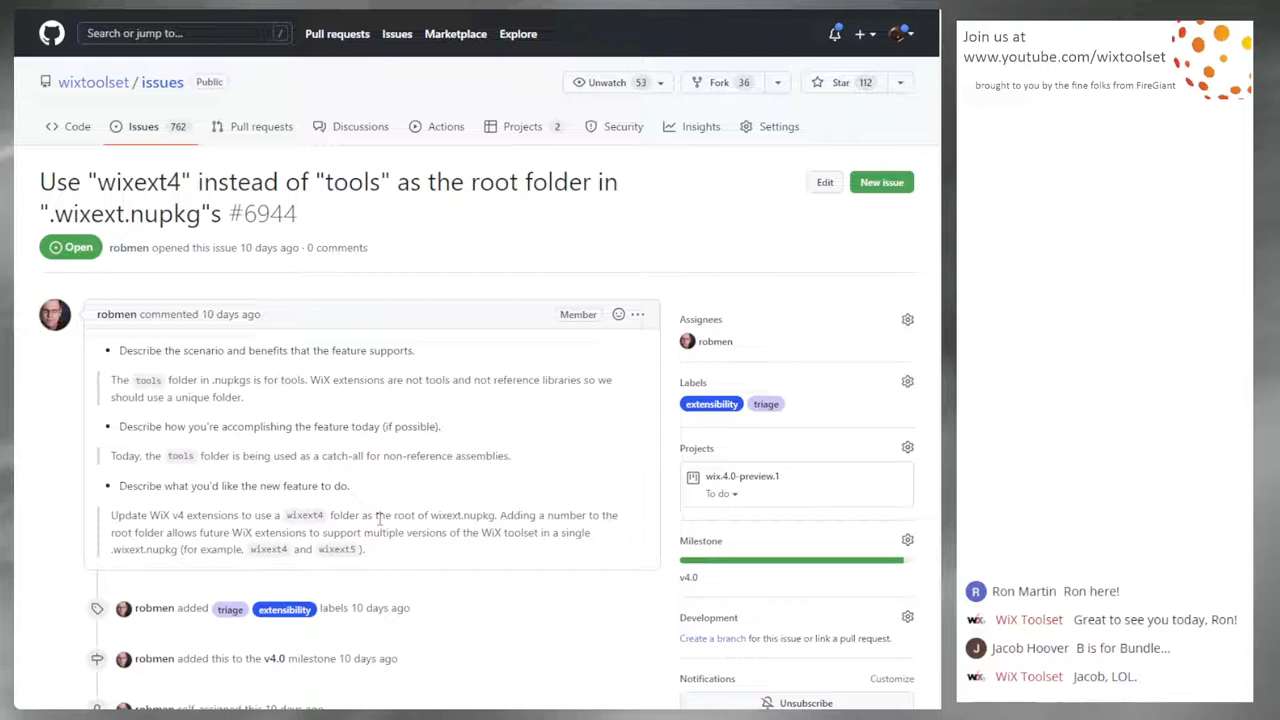 Search or jump to...
/
Pull requests
Issues
Marketplace
Explore
wixtoolset / issues
Public
Unwatch 53
Fork 36
Star 112
Code
Issues 762
Pull requests
Discussions
Actions
Projects 2
Security
Insights
Settings
Use "wixext4" instead of "tools" as the root folder in
".wixext.nupkg"s #6944
Edit
New issue
Open
robmen opened this issue 10 days ago · 0 comments
robmen commented 10 days ago
Member
Describe the scenario and benefits that the feature supports.
The tools folder in .nupkgs is for tools. WiX extensions are not tools and not reference libraries so we
should use a unique folder.
Describe how you're accomplishing the feature today (if possible).
Today, the tools folder is being used as a catch-all for non-reference assemblies.
Describe what you'd like the new feature to do.
Update WiX v4 extensions to use a wixext4 folder as the root of wixext.nupkg. Adding a number to the
root folder allows future WiX extensions to support multiple versions of the WiX toolset in a single
.wixext.nupkg (for example, wixext4 and wixext5 ).
robmen added triage extensibility labels 10 days ago
robmen added this to the v4.0 milestone 10 days ago
robmen self-assigned this 10 days ago
Assignees
robmen
Labels
extensibility triage
Projects
wix.4.0-preview.1
To do
Milestone
v4.0
Development
Create a branch for this issue or link a pull request.
Notifications
Customize
Unsubscribe
Join us at
www.youtube.com/wixtoolset
brought to you by the fine folks from FireGiant
R Ron Martin Ron here!
wix WiX Toolset Great to see you today, Ron!
J Jacob Hoover B is for Bundle...
wix WiX Toolset Jacob, LOL.